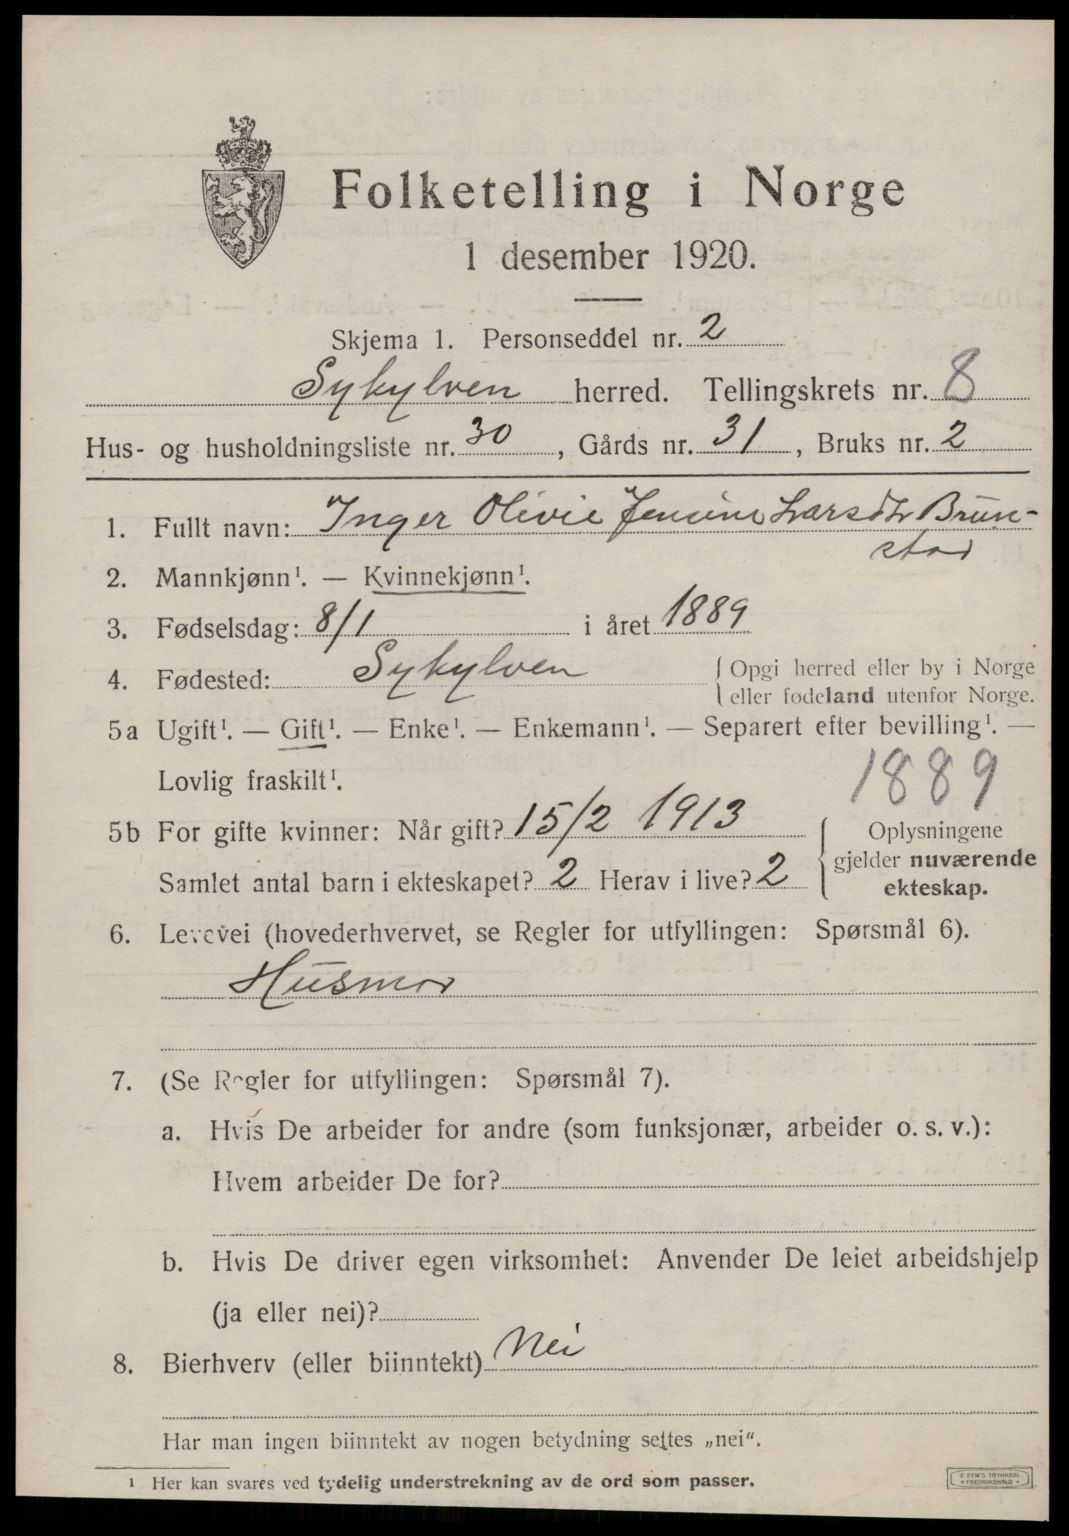 Folketelling i Norge
1 desember 1920.
Skjema 1. Personseddel nr. 2
Sykylven herred. Tellingskrets nr. 8
Hus- og husholdningsliste nr. 30, Gårds nr. 31, Bruks nr. 2
1. Fullt navn: Inger Olivie Jensine Larsdtr Brun-
stad
2. Mannkjønn¹. — Kvinnekjønn¹.
3. Fødselsdag: 8/1 i året 1889
4. Fødested: Sykylven { Opgi herred eller by i Norge
eller fødeland utenfor Norge.
5a Ugift¹. — Gift¹. — Enke¹. — Enkemann¹. — Separert efter bevilling¹. —
Lovlig fraskilt¹. 1889
5b For gifte kvinner: Når gift? 15/2 1913 { Oplysningene
gjelder nuværende
Samlet antal barn i ekteskapet? 2 Herav i live? 2 ekteskap.
6. Levevei (hovederhvervet, se Regler for utfyllingen: Spørsmål 6).
Husmor
7. (Se Regler for utfyllingen: Spørsmål 7).
a. Hvis De arbeider for andre (som funksjonær, arbeider o. s. v.):
Hvem arbeider De for?
b. Hvis De driver egen virksomhet: Anvender De leiet arbeidshjelp
(ja eller nei)?
8. Bierhverv (eller biinntekt) Nei
Har man ingen biinntekt av nogen betydning settes „nei“.
¹ Her kan svares ved tydelig understrekning av de ord som passer.
E. SEM'S TRYKKERI
FREDRIKSHALD